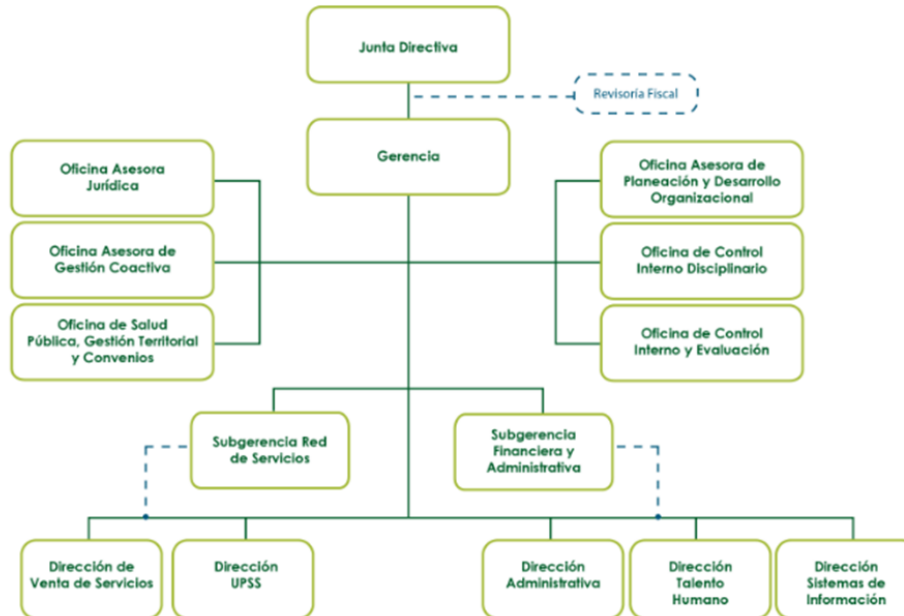 Junta Directiva
Revisoría Fiscal
Gerencia
Oficina Asesora
Jurídica
Oficina Asesora de
Planeación y Desarrollo
Organizacional
Oficina Asesora de
Gestión Coactiva
Oficina de Control
Interno Disciplinario
Oficina de Salud
Pública, Gestión Territorial
y Convenios
Oficina de Control
Interno y Evaluación
Subgerencia Red
de Servicios
Subgerencia
Financiera y
Administrativa
Dirección de
Venta de Servicios
Dirección
UPSS
Dirección
Administrativa
Dirección
Talento
Humano
Dirección
Sistemas de
Información